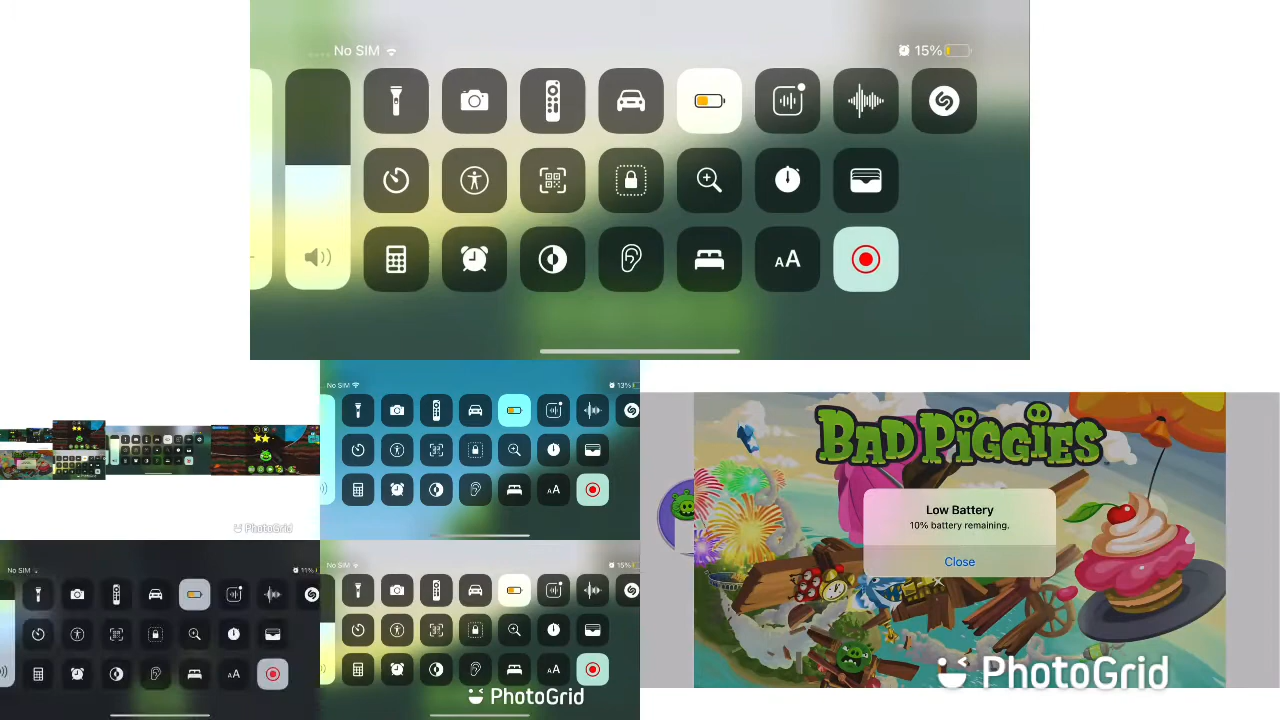 No SIM
15%
AA
No SIM
13%
AA
BAD PiGGiES
Low Battery
10% battery remaining.
Close
PhotoGrid
PhotoGrid
No SIM
11%
AA
No SIM
15%
AA
PhotoGrid